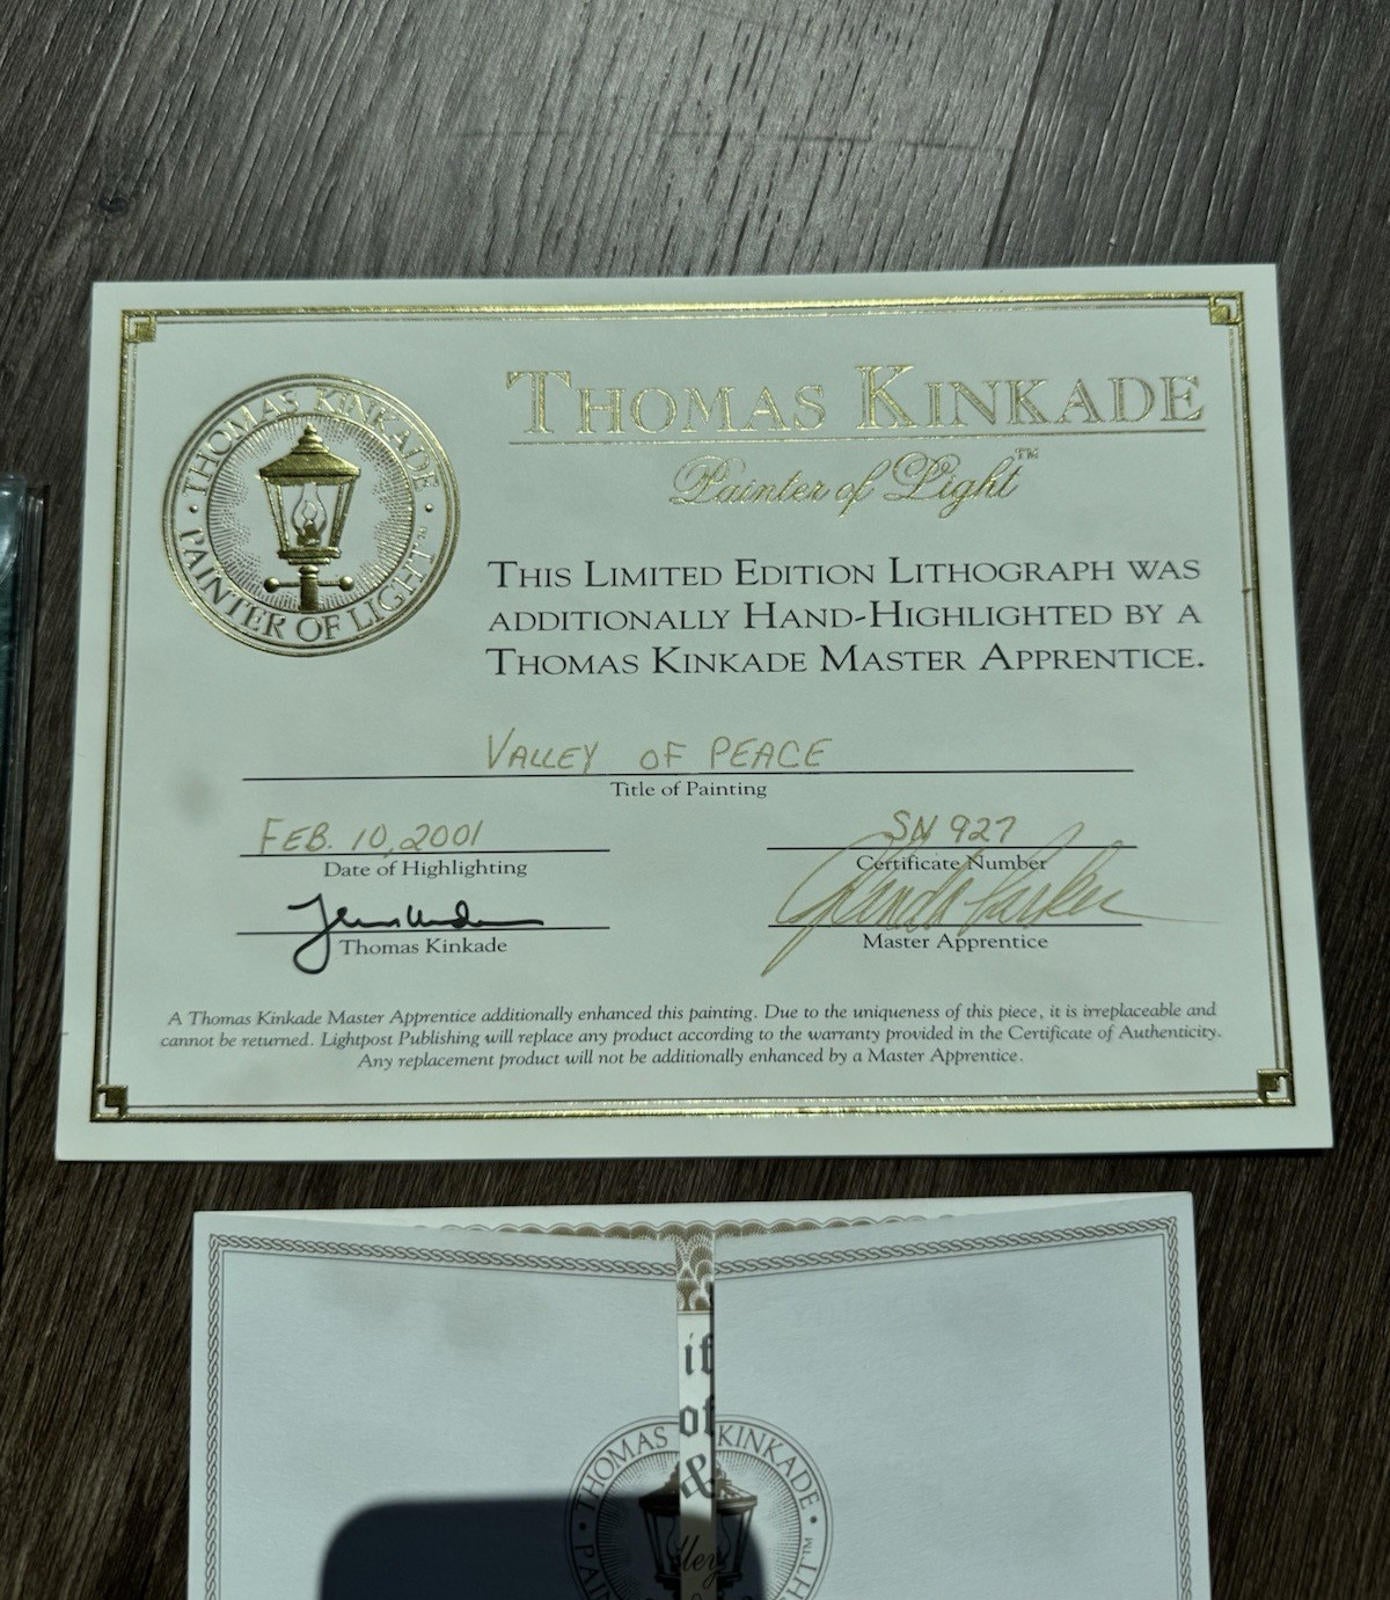 THOMAS KINKADE
Painter of Light™
THOMAS KINKADE · PAINTER OF LIGHT™ ·
THIS LIMITED EDITION LITHOGRAPH WAS
ADDITIONALLY HAND-HIGHLIGHTED BY A
THOMAS KINKADE MASTER APPRENTICE.
VALLEY OF PEACE
Title of Painting
FEB. 10, 2001
Date of Highlighting
SN 927
Certificate Number
Thomas Kinkade
Master Apprentice
A Thomas Kinkade Master Apprentice additionally enhanced this painting. Due to the uniqueness of this piece, it is irreplaceable and
cannot be returned. Lightpost Publishing will replace any product according to the warranty provided in the Certificate of Authenticity.
Any replacement product will not be additionally enhanced by a Master Apprentice.
it
of
&
THOMAS KINKADE